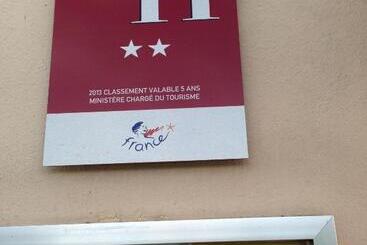 2013 CLASSEMENT VALABLE 5 ANS
MINISTÈRE CHARGÉ DU TOURISME
france